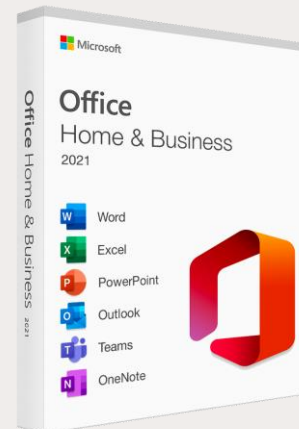 Microsoft
Office
Home & Business
2021
W Word
X Excel
P PowerPoint
O Outlook
T Teams
N OneNote
Office Home & Business 2021